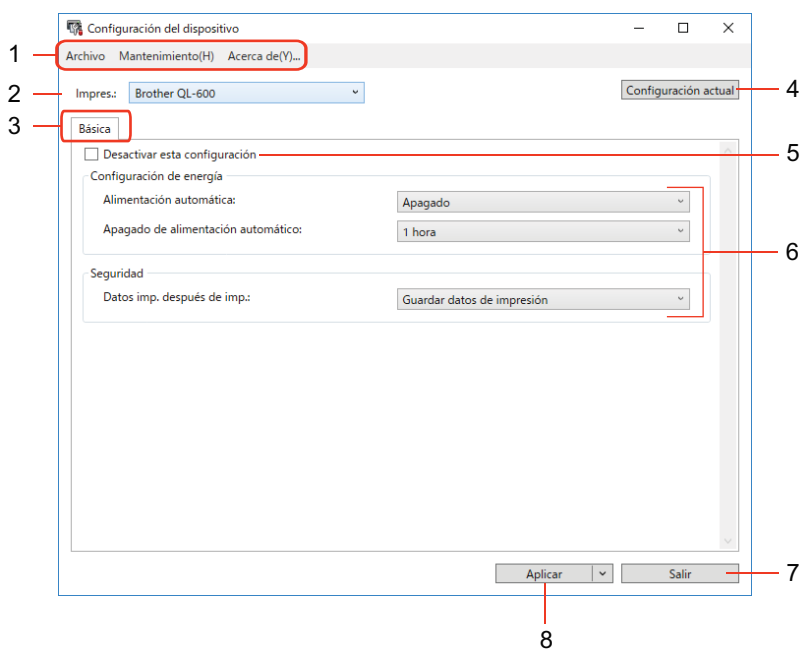 Configuración del dispositivo
1
Archivo Mantenimiento(H) Acerca de(Y)...
2
Impres.: Brother QL-600
Configuración actual
4
3
Básica
Desactivar esta configuración
5
Configuración de energía
Alimentación automática: Apagado
Apagado de alimentación automático: 1 hora
6
Seguridad
Datos imp. después de imp.: Guardar datos de impresión
Aplicar
Salir
7
8